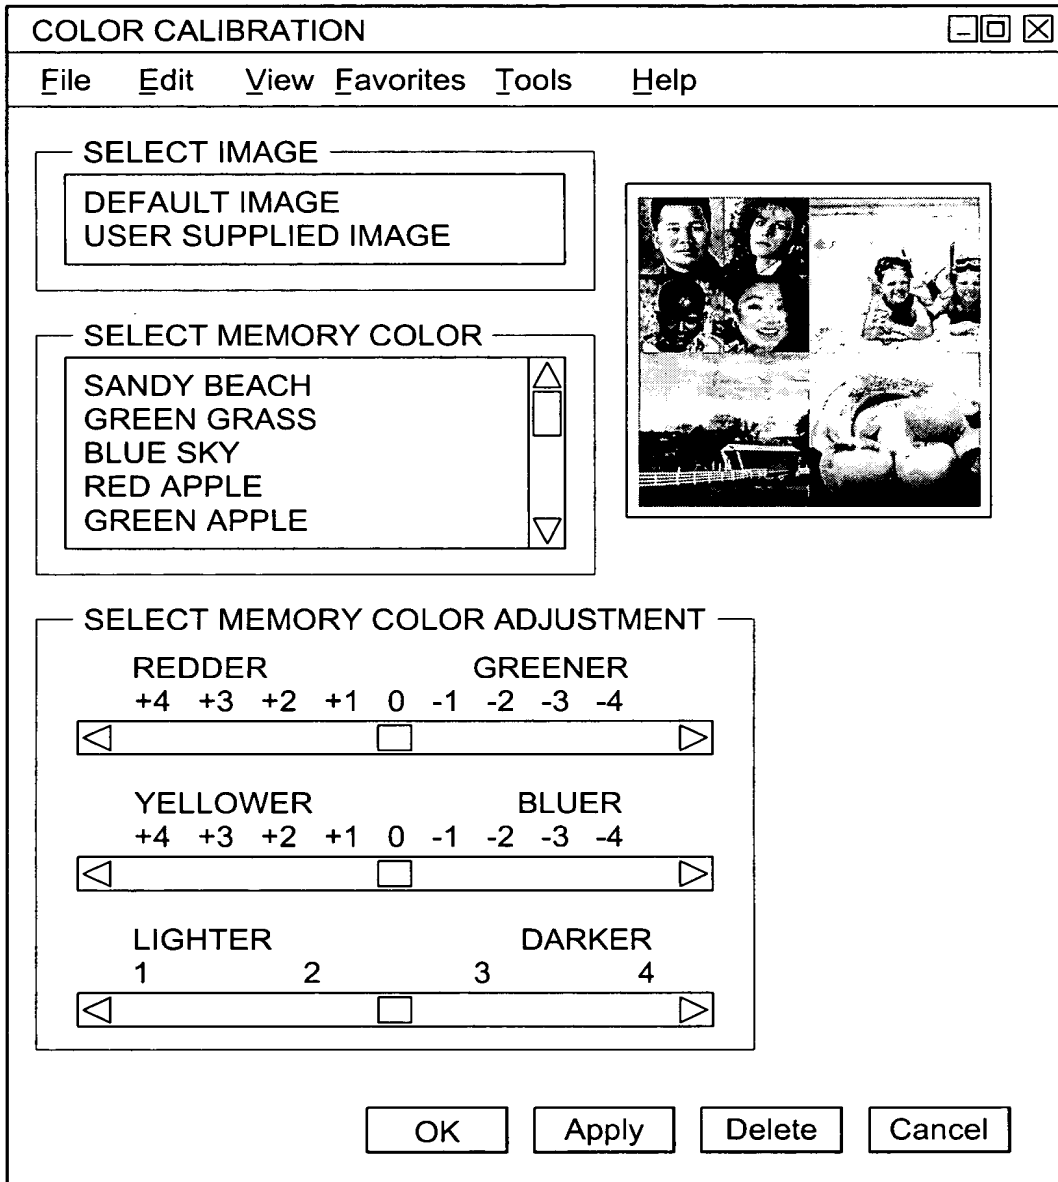 COLOR CALIBRATION
File Edit View Favorites Tools Help
SELECT IMAGE
DEFAULT IMAGE
USER SUPPLIED IMAGE
SELECT MEMORY COLOR
SANDY BEACH
GREEN GRASS
BLUE SKY
RED APPLE
GREEN APPLE
SELECT MEMORY COLOR ADJUSTMENT
REDDER GREENER
+4 +3 +2 +1 0 -1 -2 -3 -4
YELLOWER BLUER
+4 +3 +2 +1 0 -1 -2 -3 -4
LIGHTER DARKER
1 2 3 4
OK Apply Delete Cancel